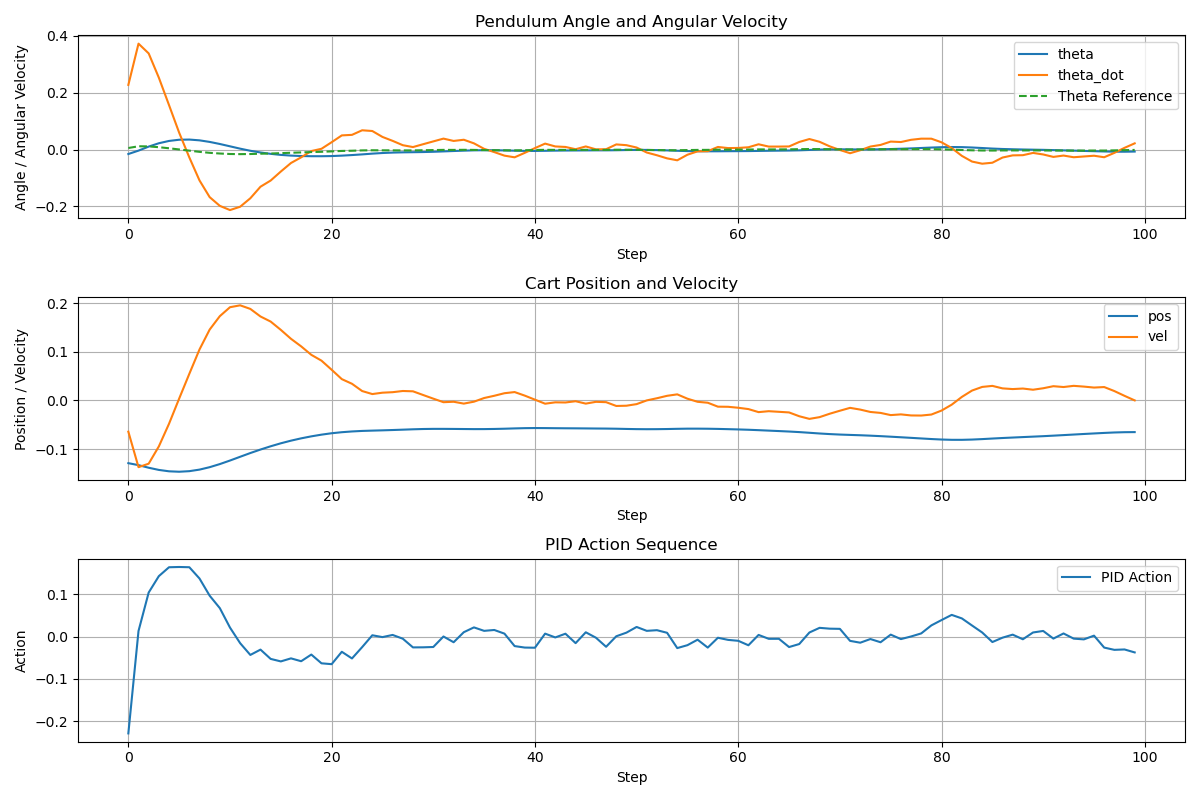 Pendulum Angle and Angular Velocity
Angle / Angular Velocity
0.4
0.2
0.0
−0.2
theta
theta_dot
Theta Reference
0 20 40 60 80 100
Step
Cart Position and Velocity
Position / Velocity
0.2
0.1
0.0
−0.1
pos
vel
0 20 40 60 80 100
Step
PID Action Sequence
Action
0.1
0.0
−0.1
−0.2
PID Action
0 20 40 60 80 100
Step